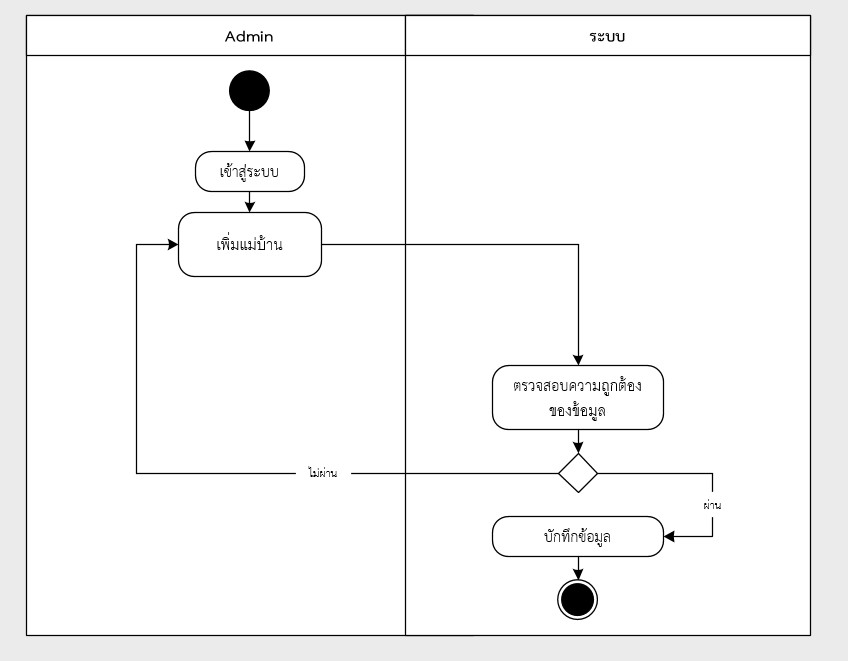 Admin
ระบบ
เข้าสู่ระบบ
เพิ่มแม่บ้าน
ตรวจสอบความถูกต้อง
ของข้อมูล
ไม่ผ่าน
ผ่าน
บันทึกข้อมูล